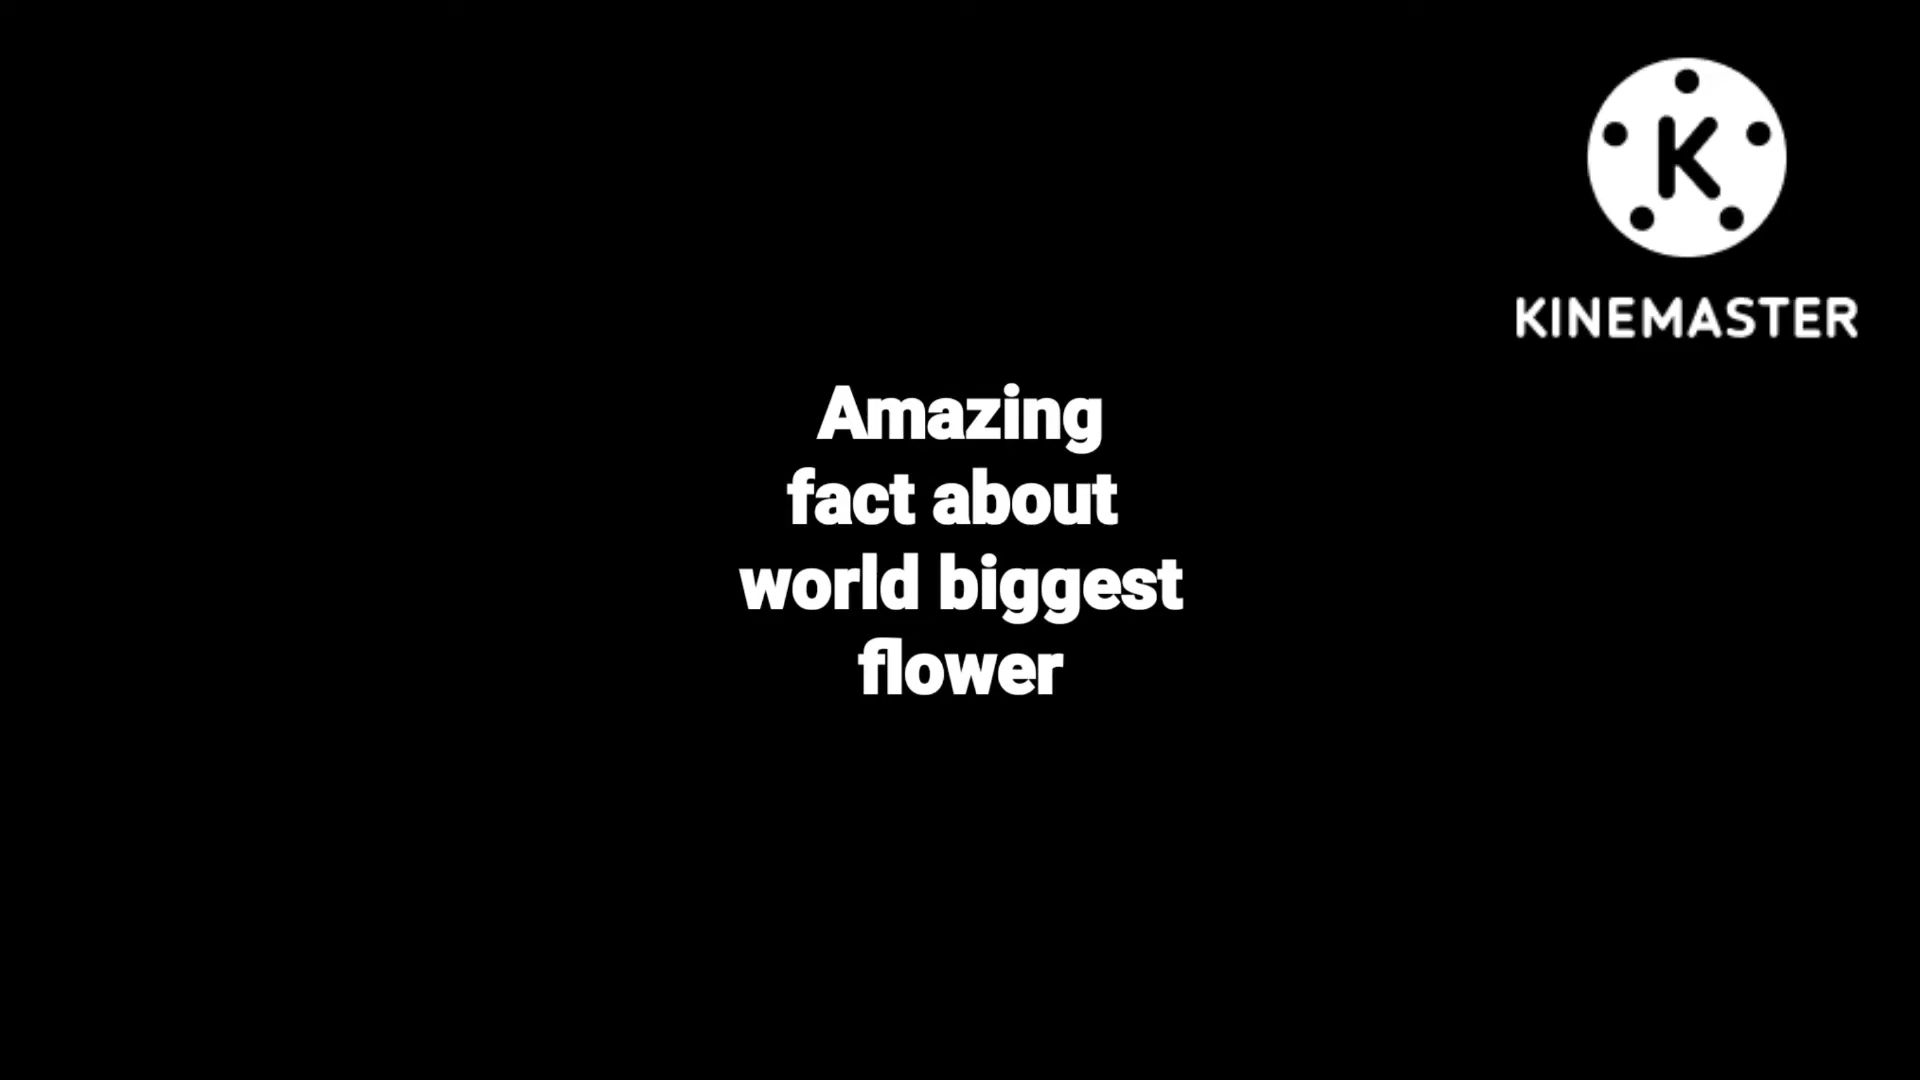 K
KINEMASTER
Amazing
fact about
world biggest
flower